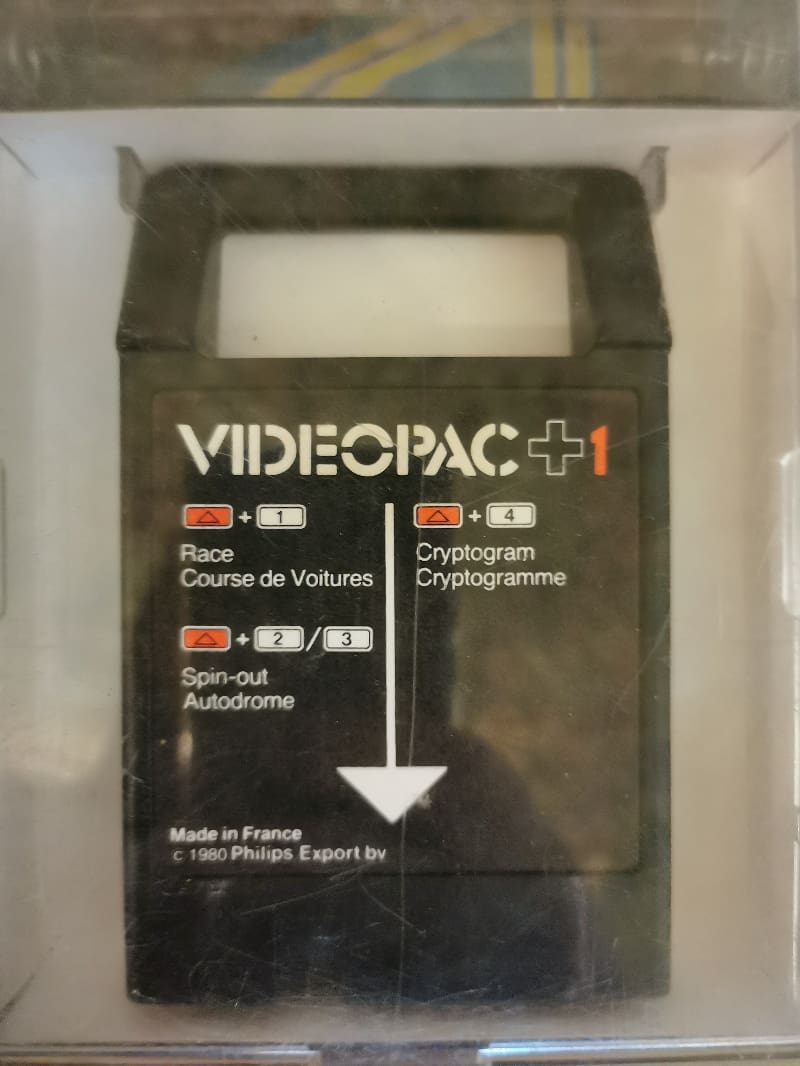 VIDEOPAC+1
△ + 1
Race
Course de Voitures
△ + 2 / 3
Spin-out
Autodrome
△ + 4
Cryptogram
Cryptogramme
Made in France
c 1980 Philips Export bv